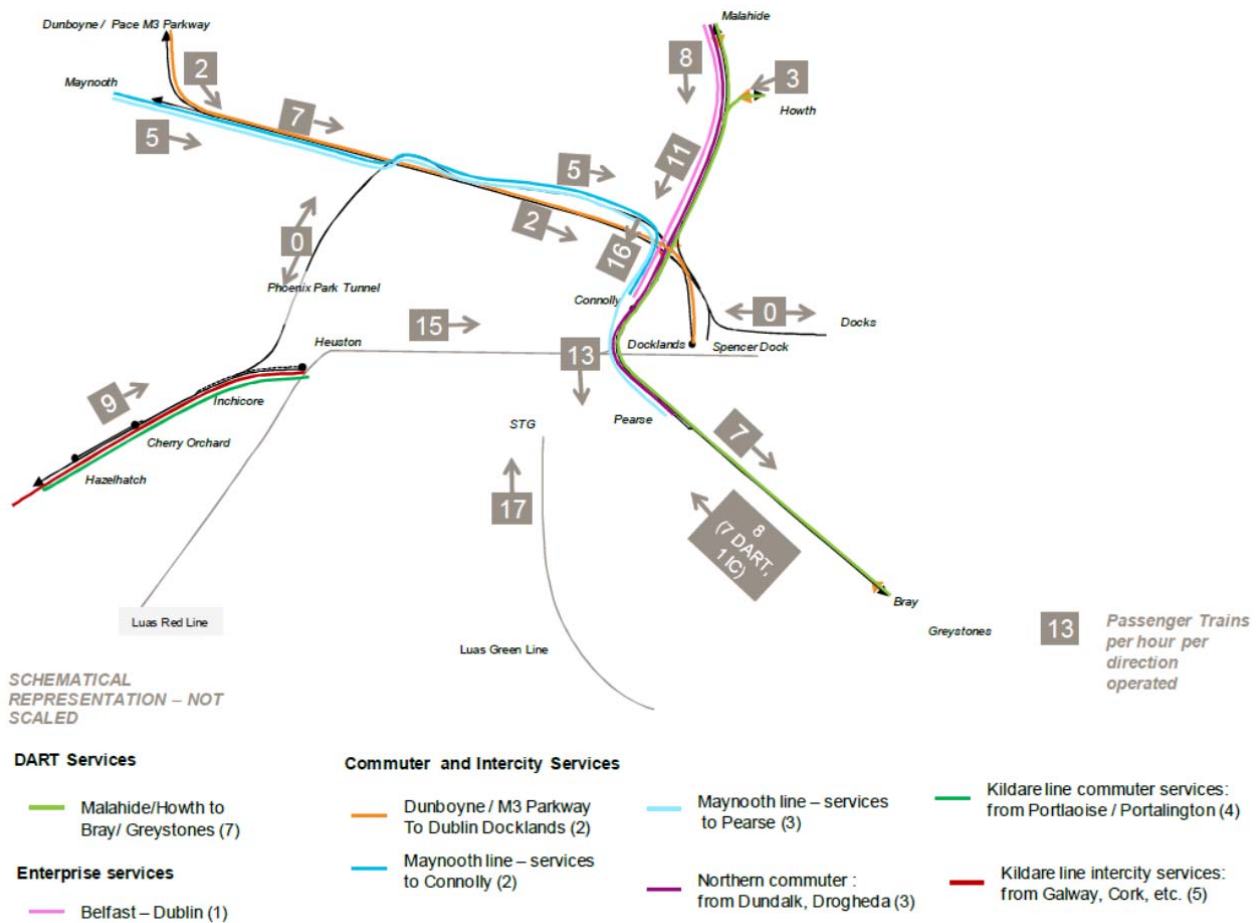 Dunboyne / Pace M3 Parkway
Malahide
2
8
3
Maynooth
Howth
7
5
11
5
2
0
16
Phoenix Park Tunnel
Connolly
0
15
Docks
Heuston
Docklands
Spencer Dock
13
9
Inchicore
Pearse
STG
Cherry Orchard
7
Hazelhatch
17
8
(7 DART,
1 IC)
Bray
Luas Red Line
Greystones
13
Passenger Trains
per hour per
direction
operated
Luas Green Line
SCHEMATICAL
REPRESENTATION – NOT
SCALED
DART Services
Malahide/Howth to
Bray/ Greystones (7)
Enterprise services
Belfast – Dublin (1)
Commuter and Intercity Services
Dunboyne / M3 Parkway
To Dublin Docklands (2)
Maynooth line – services
to Connolly (2)
Maynooth line – services
to Pearse (3)
Northern commuter :
from Dundalk, Drogheda (3)
Kildare line commuter services:
from Portlaoise / Portalington (4)
Kildare line intercity services:
from Galway, Cork, etc. (5)